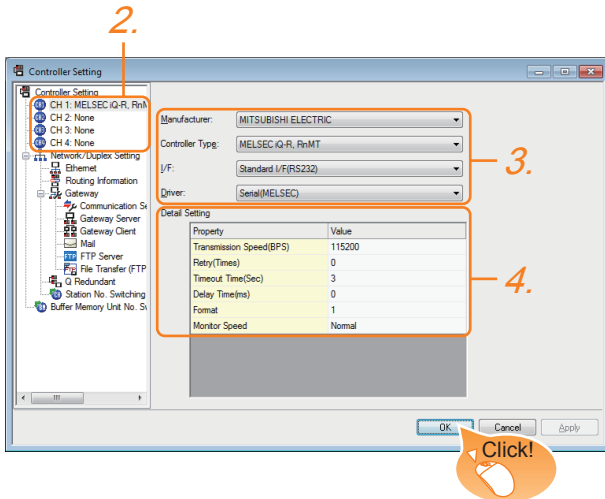 2.
Controller Setting
Controller Setting
CH 1: MELSEC iQ-R, RnM
CH 2: None
CH 3: None
CH 4: None
Network/Duplex Setting
Ethernet
Routing Information
Gateway
Communication Se
Gateway Server
Gateway Client
Mail
FTP Server
File Transfer (FTP
Q Redundant
Station No. Switching
Buffer Memory Unit No. Sw
Manufacturer: MITSUBISHI ELECTRIC
Controller Type: MELSEC iQ-R, RnMT
I/F: Standard I/F(RS232)
Driver: Serial(MELSEC)
3.
Detail Setting
Property Value
Transmission Speed(BPS) 115200
Retry(Times) 0
Timeout Time(Sec) 3
Delay Time(ms) 0
Format 1
Monitor Speed Normal
4.
OK Cancel Apply
Click!